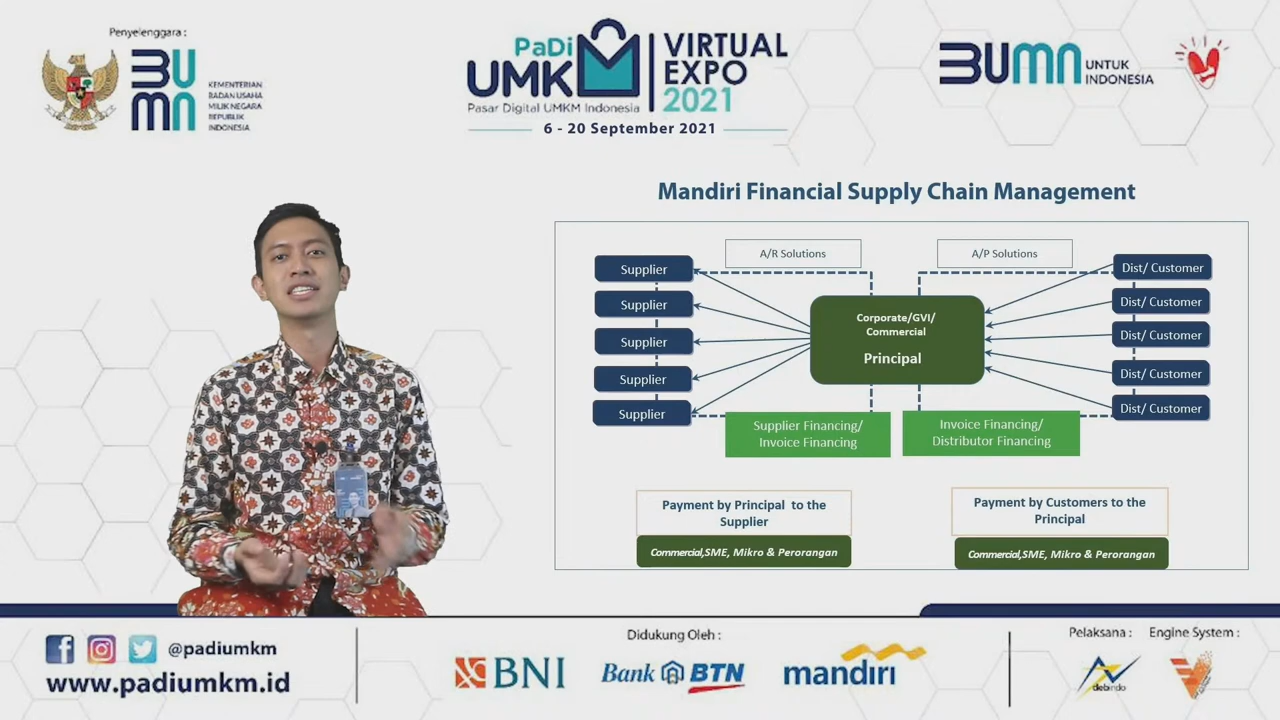 Penyelenggara :
BUMN
KEMENTERIAN
BADAN USAHA
MILIK NEGARA
REPUBLIK
INDONESIA
PaDi
UMKM
Pasar Digital UMKM Indonesia
VIRTUAL
EXPO
2021
6 - 20 September 2021
BUMN
UNTUK
INDONESIA
Mandiri Financial Supply Chain Management
A/R Solutions
A/P Solutions
Supplier
Supplier
Supplier
Supplier
Supplier
Corporate/GVI/
Commercial
Principal
Dist/ Customer
Dist/ Customer
Dist/ Customer
Dist/ Customer
Dist/ Customer
Supplier Financing/
Invoice Financing
Invoice Financing/
Distributor Financing
Payment by Principal to the
Supplier
Commercial,SME, Mikro & Perorangan
Payment by Customers to the
Principal
Commercial,SME, Mikro & Perorangan
@padiumkm
www.padiumkm.id
Didukung Oleh :
BNI
Bank BTN
mandiri
Pelaksana :
debindo
Engine System :